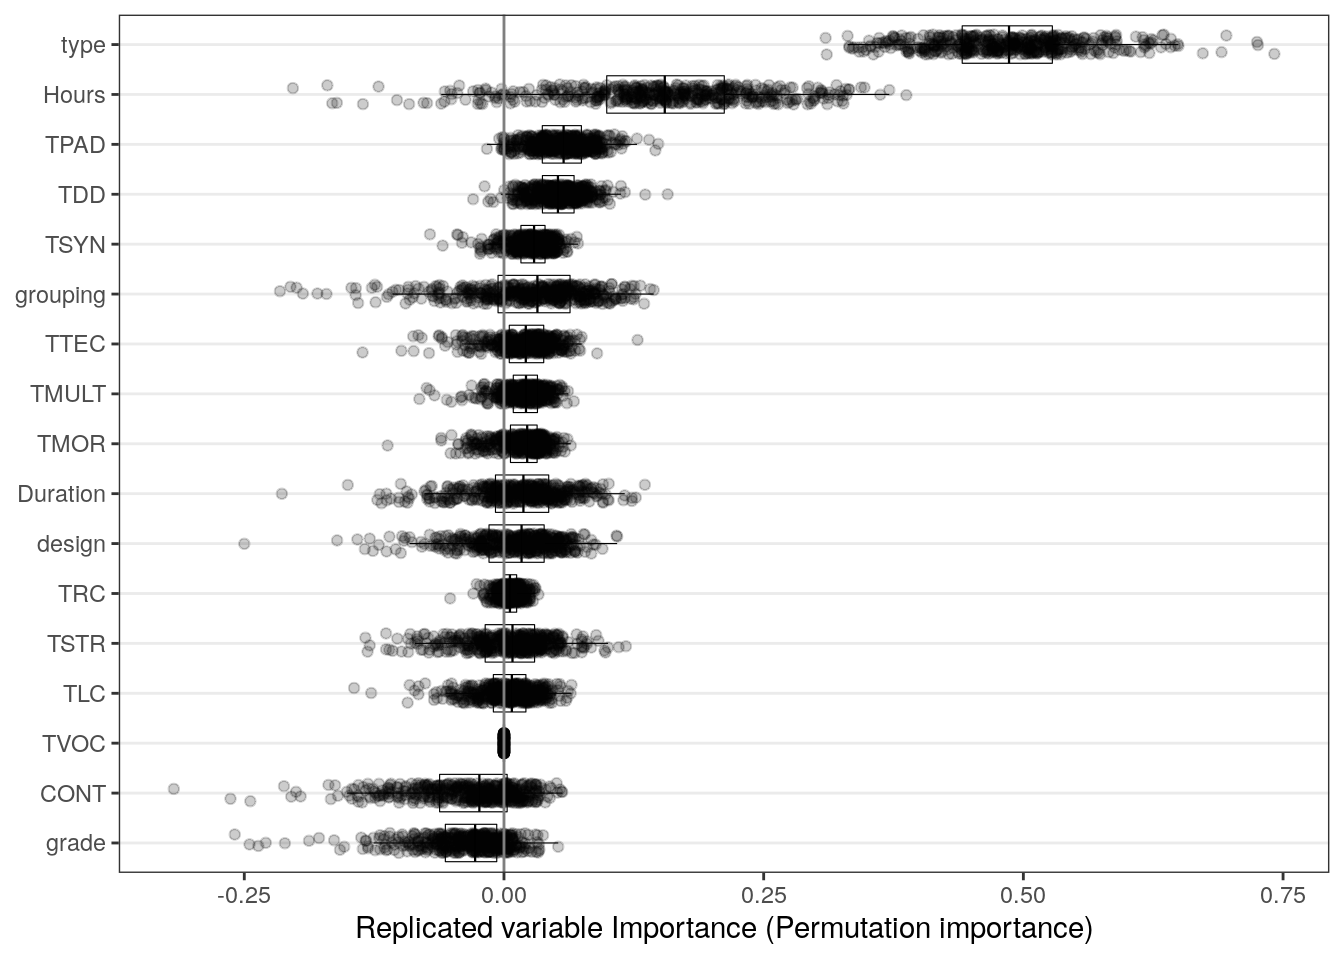 type
Hours
TPAD
TDD
TSYN
grouping
TTEC
TMULT
TMOR
Duration
design
TRC
TSTR
TLC
TVOC
CONT
grade
-0.25 0.00 0.25 0.50 0.75
Replicated variable Importance (Permutation importance)